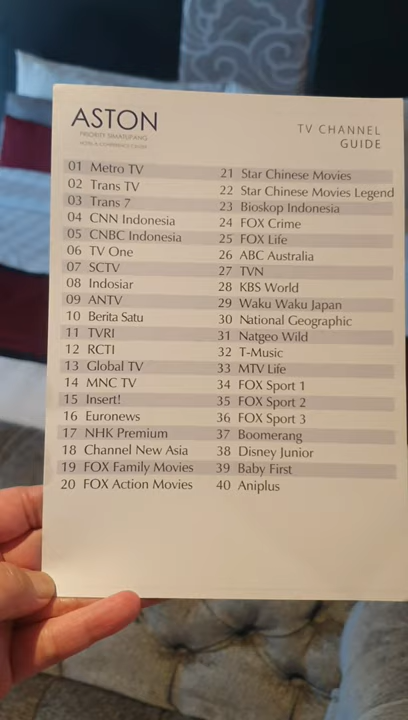 ASTON
PRIORITY SIMATUPANG
HOTEL & CONFERENCE CENTER
TV CHANNEL
GUIDE
01 Metro TV
02 Trans TV
03 Trans 7
04 CNN Indonesia
05 CNBC Indonesia
06 TV One
07 SCTV
08 Indosiar
09 ANTV
10 Berita Satu
11 TVRI
12 RCTI
13 Global TV
14 MNC TV
15 Insert!
16 Euronews
17 NHK Premium
18 Channel New Asia
19 FOX Family Movies
20 FOX Action Movies
21 Star Chinese Movies
22 Star Chinese Movies Legend
23 Bioskop Indonesia
24 FOX Crime
25 FOX Life
26 ABC Australia
27 TVN
28 KBS World
29 Waku Waku Japan
30 National Geographic
31 Natgeo Wild
32 T-Music
33 MTV Life
34 FOX Sport 1
35 FOX Sport 2
36 FOX Sport 3
37 Boomerang
38 Disney Junior
39 Baby First
40 Aniplus